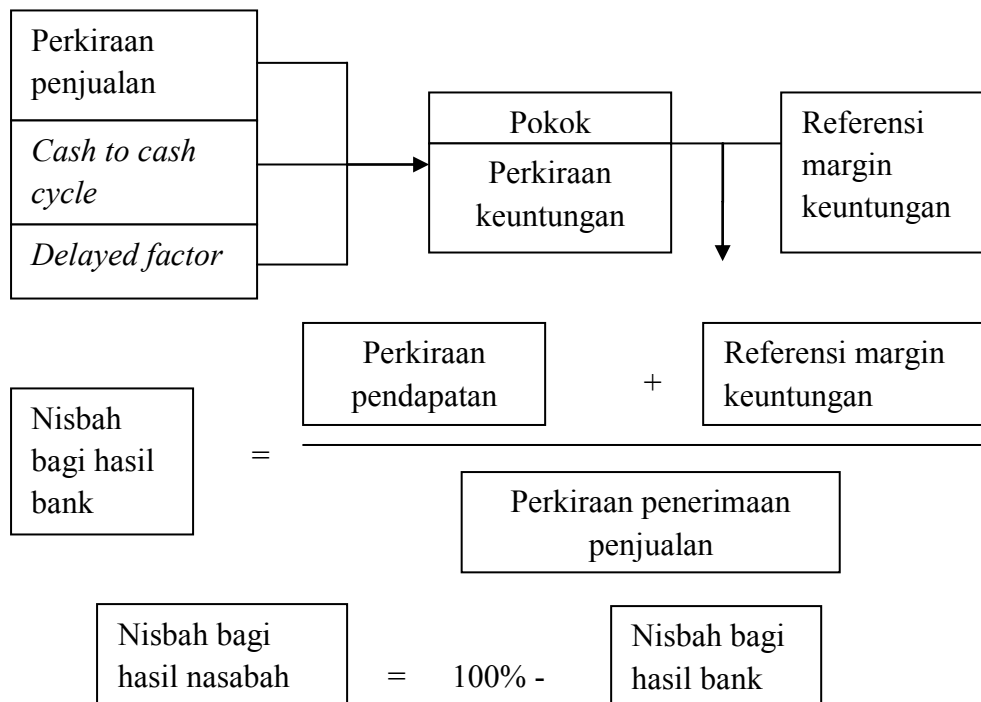 Perkiraan
penjualan
Cash to cash
cycle
Delayed factor
Pokok
Perkiraan
keuntungan
Referensi
margin
keuntungan
Nisbah
bagi hasil
bank
=
Perkiraan
pendapatan
+
Referensi margin
keuntungan
Perkiraan penerimaan
penjualan
Nisbah bagi
hasil nasabah
=
100% -
Nisbah bagi
hasil bank